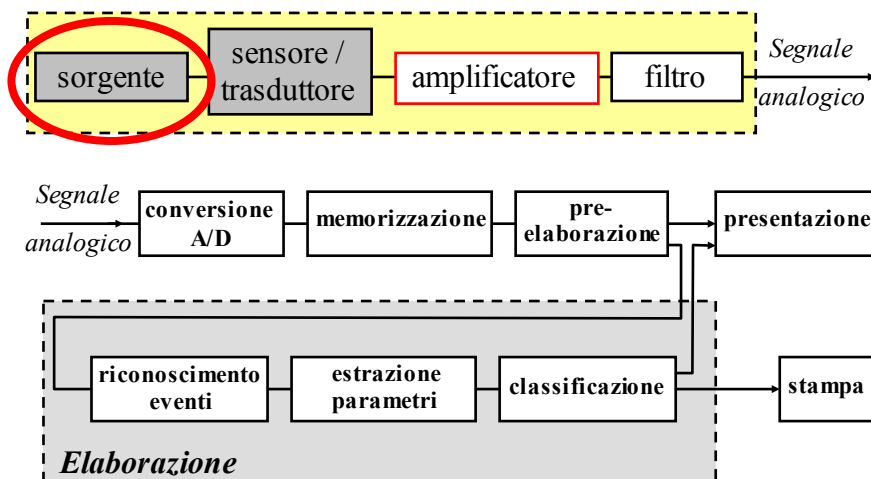 sorgente
sensore /
trasduttore
amplificatore
filtro
Segnale
analogico
Segnale
analogico
conversione
A/D
memorizzazione
pre-
elaborazione
presentazione
riconoscimento
eventi
estrazione
parametri
classificazione
stampa
Elaborazione